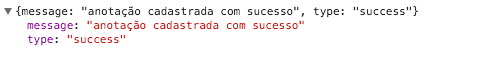 {message: "anotação cadastrada com sucesso", type: "success"}
message: "anotação cadastrada com sucesso"
type: "success"